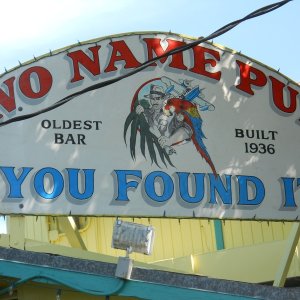 NO NAME PU
OLDEST BAR
BUILT 1936
YOU FOUND I